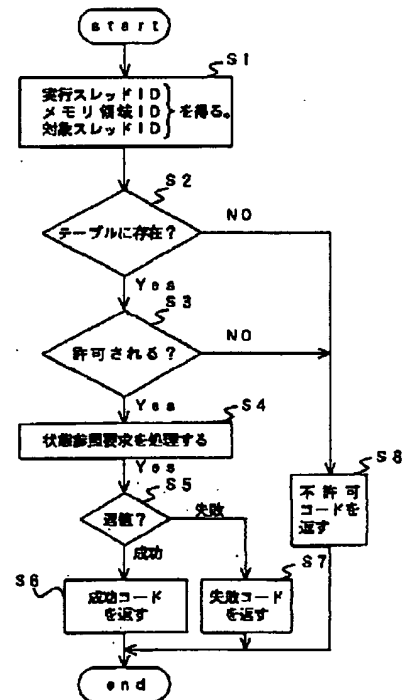 start
S1
実行スレッドID
メモリ領域ID
対象スレッドID
を得る。
S2
テーブルに存在?
NO
Yes
S3
許可される?
NO
Yes
S4
状態参照要求を処理する
Yes
S5
返値?
失敗
成功
S6
成功コード
を返す
S7
失敗コード
を返す
S8
不許可
コードを
返す
end